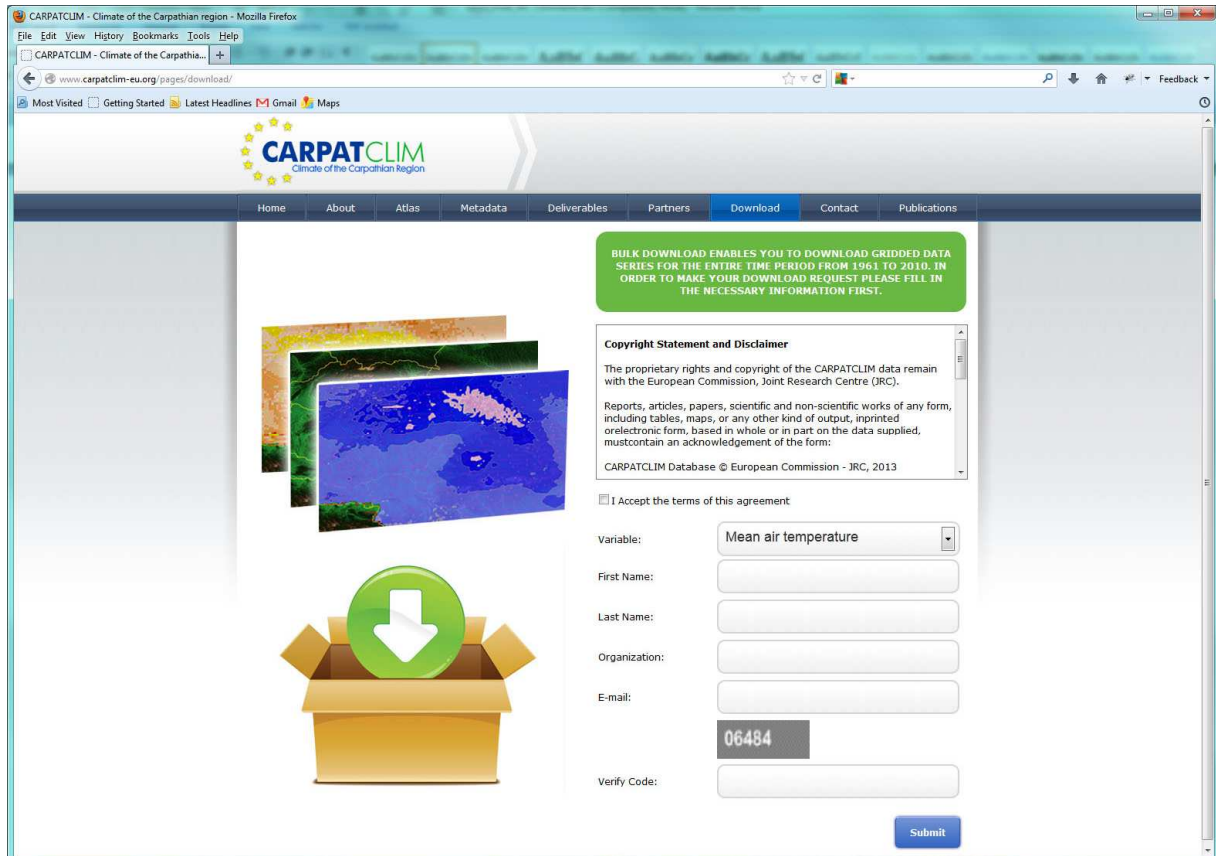 CARPATCLIM - Climate of the Carpathian region - Mozilla Firefox
File Edit View History Bookmarks Tools Help
CARPATCLIM - Climate of the Carpathia... +
www.carpatclim-eu.org/pages/download/
Feedback
Most Visited Getting Started Latest Headlines Gmail Maps
CARPATCLIM
Climate of the Carpathian Region
Home About Atlas Metadata Deliverables Partners Download Contact Publications
BULK DOWNLOAD ENABLES YOU TO DOWNLOAD GRIDDED DATA
SERIES FOR THE ENTIRE TIME PERIOD FROM 1961 TO 2010. IN
ORDER TO MAKE YOUR DOWNLOAD REQUEST PLEASE FILL IN
THE NECESSARY INFORMATION FIRST.
Copyright Statement and Disclaimer
The proprietary rights and copyright of the CARPATCLIM data remain
with the European Commission, Joint Research Centre (JRC).
Reports, articles, papers, scientific and non-scientific works of any form,
including tables, maps, or any other kind of output, inprinted
orelectronic form, based in whole or in part on the data supplied,
mustcontain an acknowledgement of the form:
CARPATCLIM Database © European Commission - JRC, 2013
I Accept the terms of this agreement
Variable: Mean air temperature
First Name:
Last Name:
Organization:
E-mail:
06484
Verify Code:
Submit